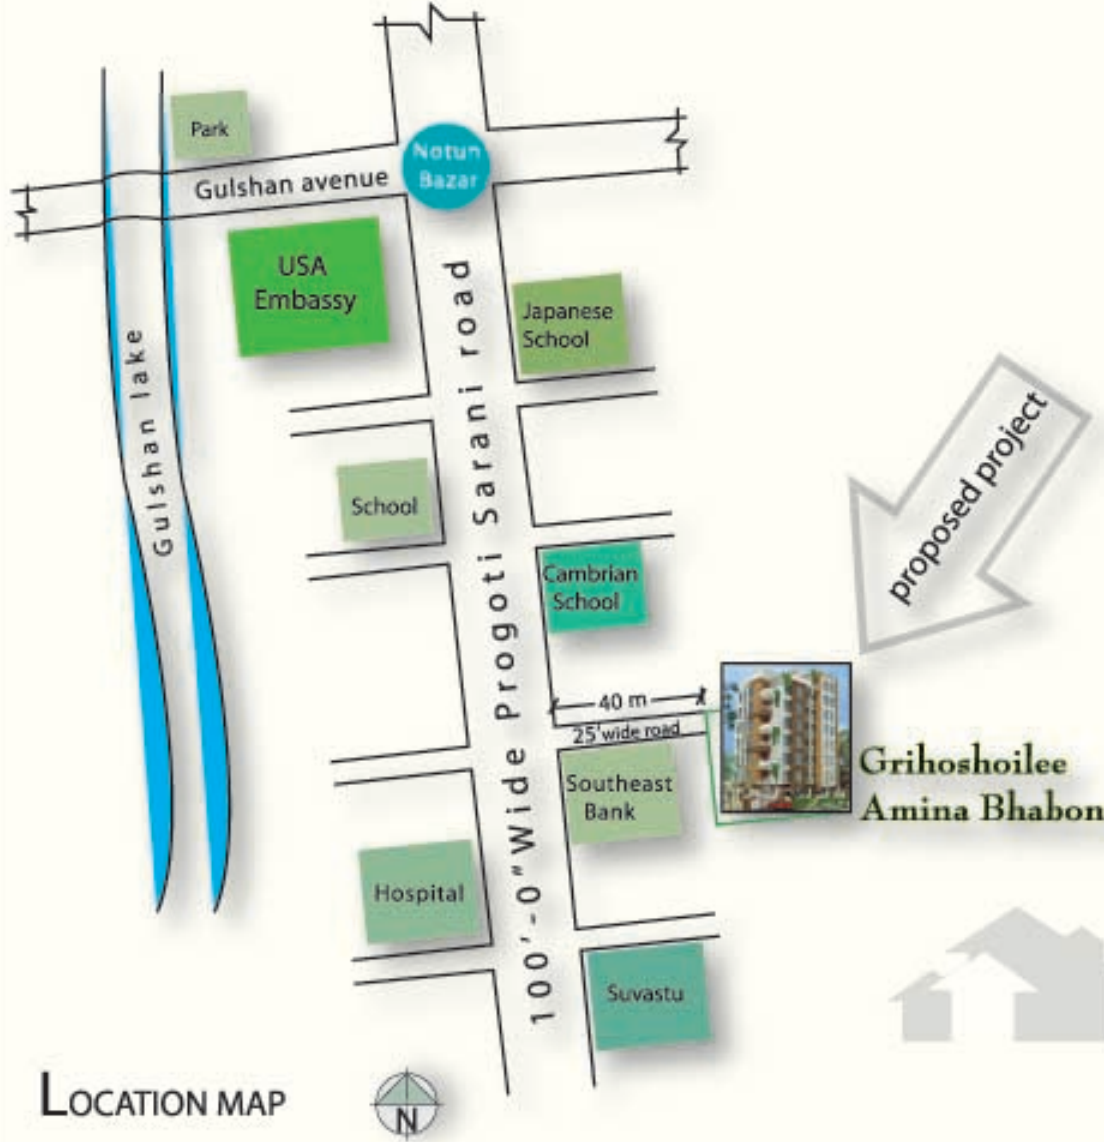 Park
Notun
Bazar
Gulshan avenue
USA
Embassy
Japanese
School
Gulshan lake
100'-0"Wide Progoti Sarani road
proposed project
School
Cambrian
School
40 m
25'wide road
Southeast
Bank
Grihoshoilee
Amina Bhabon
Hospital
Suvastu
LOCATION MAP
N